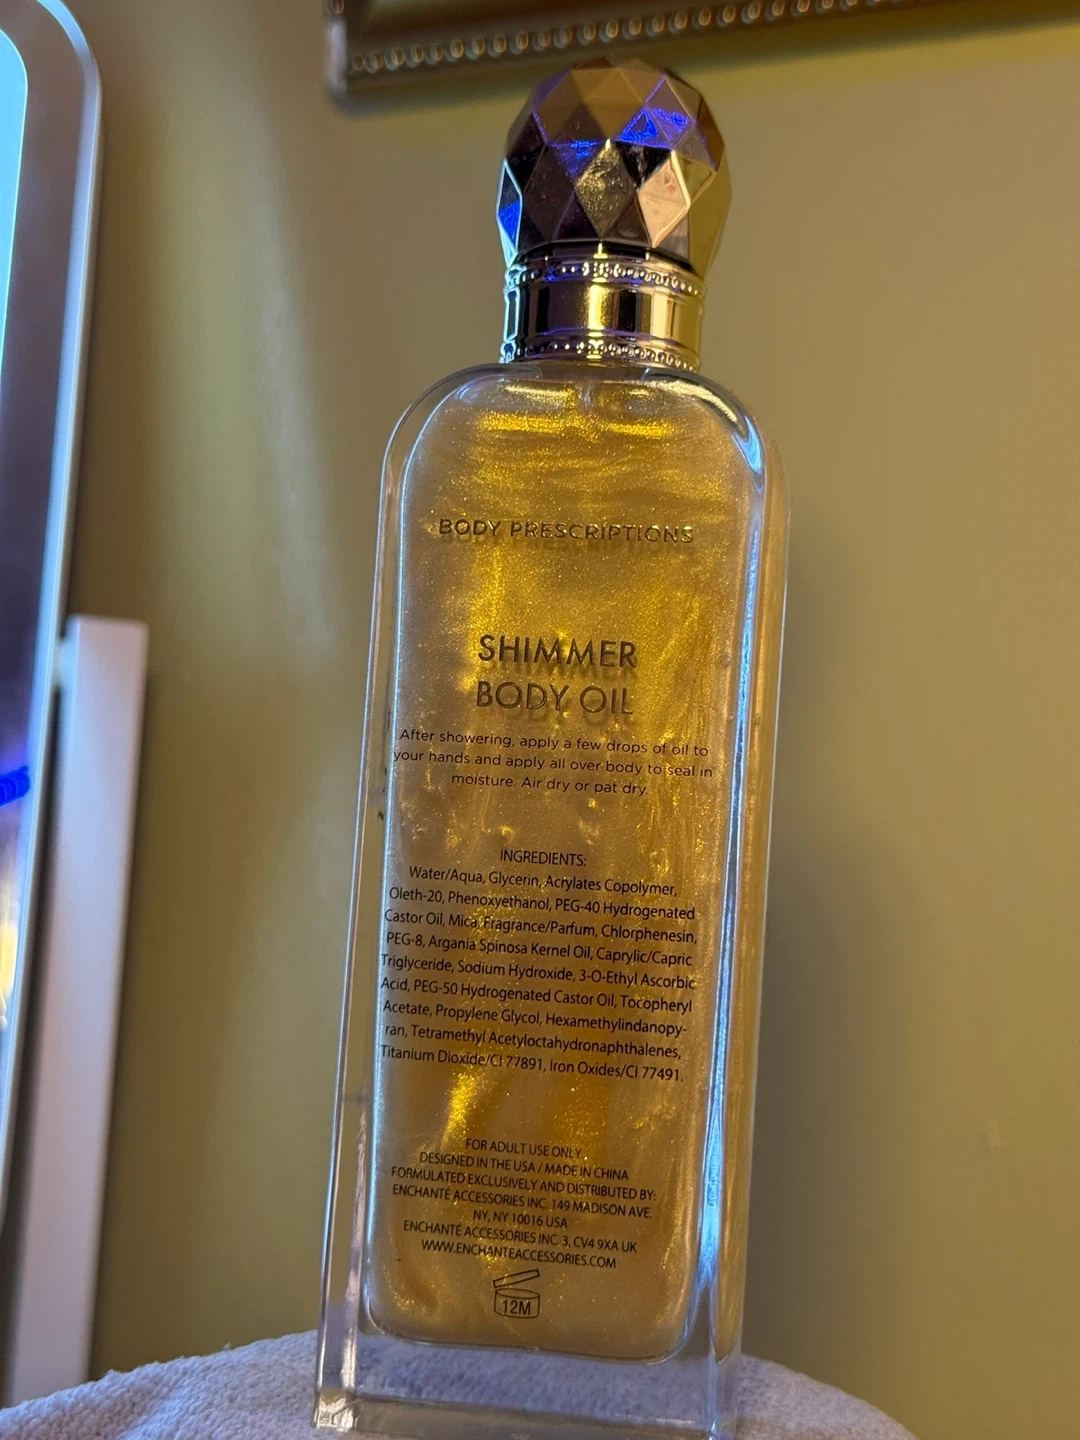 BODY PRESCRIPTIONS
SHIMMER
BODY OIL
After showering, apply a few drops of oil to
your hands and apply all over body to seal in
moisture. Air dry or pat dry.
INGREDIENTS:
Water/Aqua, Glycerin, Acrylates Copolymer,
Oleth-20, Phenoxyethanol, PEG-40 Hydrogenated
Castor Oil, Mica, Fragrance/Parfum, Chlorphenesin,
PEG-8, Argania Spinosa Kernel Oil, Caprylic/Capric
Triglyceride, Sodium Hydroxide, 3-O-Ethyl Ascorbic
Acid, PEG-50 Hydrogenated Castor Oil, Tocopheryl
Acetate, Propylene Glycol, Hexamethylindanopy-
ran, Tetramethyl Acetyloctahydronaphthalenes,
Titanium Dioxide/CI 77891, Iron Oxides/CI 77491.
FOR ADULT USE ONLY.
DESIGNED IN THE USA / MADE IN CHINA
FORMULATED EXCLUSIVELY AND DISTRIBUTED BY:
ENCHANTÉ ACCESSORIES INC. 149 MADISON AVE.
NY, NY 10016 USA
ENCHANTÉ ACCESSORIES INC. 3, CV4 9XA UK
WWW.ENCHANTEACCESSORIES.COM
12M